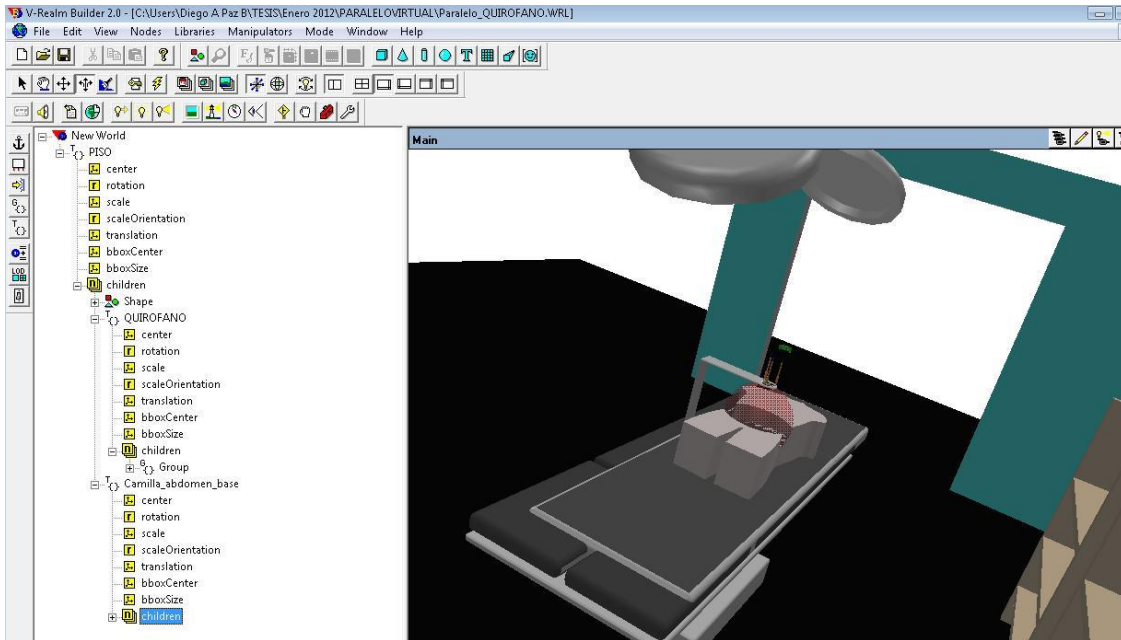 V-Realm Builder 2.0 - [C:\Users\Diego A Paz B\TESIS\Enero 2012\PARALELOVIRTUAL\Paralelo_QUIROFANO.WRL]
File Edit View Nodes Libraries Manipulators Mode Window Help
New World
Main
PISO
center
rotation
scale
scaleOrientation
translation
bboxCenter
bboxSize
children
Shape
QUIROFANO
center
rotation
scale
scaleOrientation
translation
bboxCenter
bboxSize
children
Group
Camilla_abdomen_base
center
rotation
scale
scaleOrientation
translation
bboxCenter
bboxSize
children